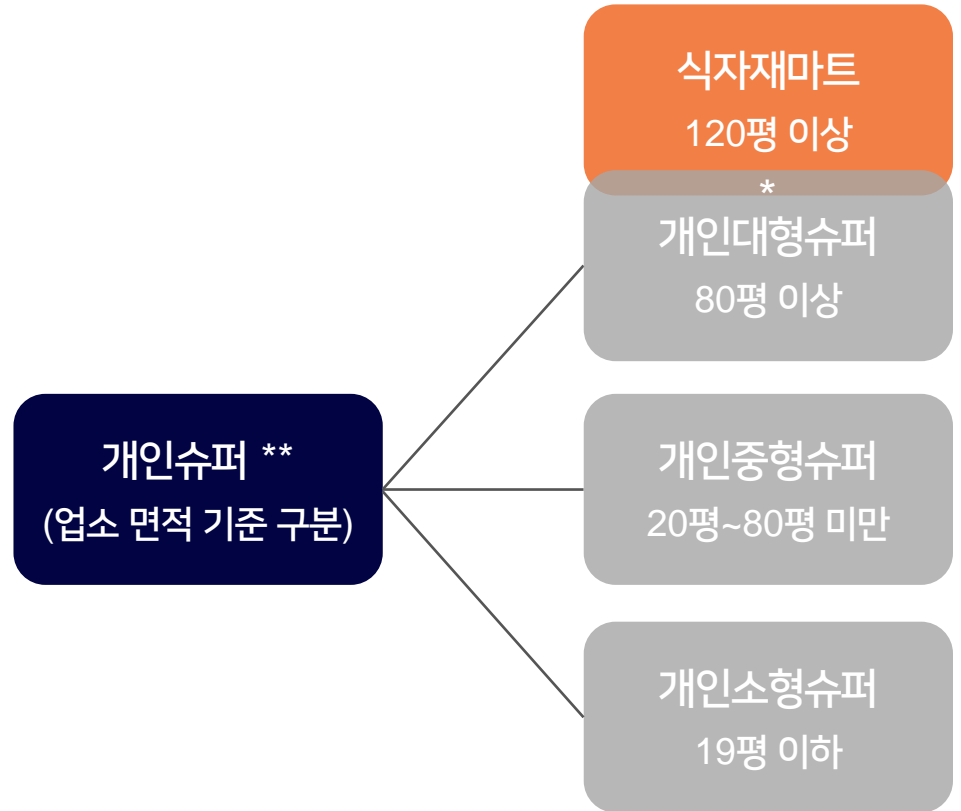 식자재마트
120평 이상
*
개인대형슈퍼
80평 이상
개인슈퍼 **
(업소 면적 기준 구분)
개인중형슈퍼
20평~80평 미만
개인소형슈퍼
19평 이하